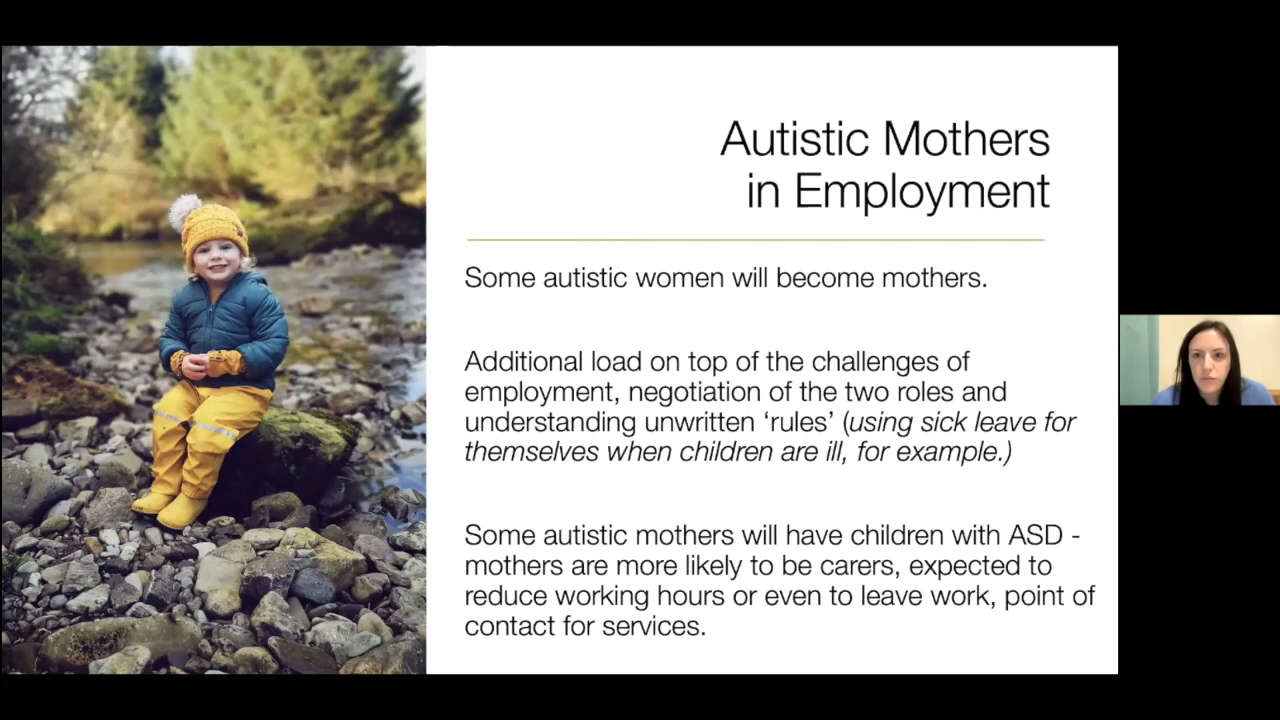 Autistic Mothers
in Employment
Some autistic women will become mothers.
Additional load on top of the challenges of
employment, negotiation of the two roles and
understanding unwritten ‘rules’ (using sick leave for
themselves when children are ill, for example.)
Some autistic mothers will have children with ASD -
mothers are more likely to be carers, expected to
reduce working hours or even to leave work, point of
contact for services.